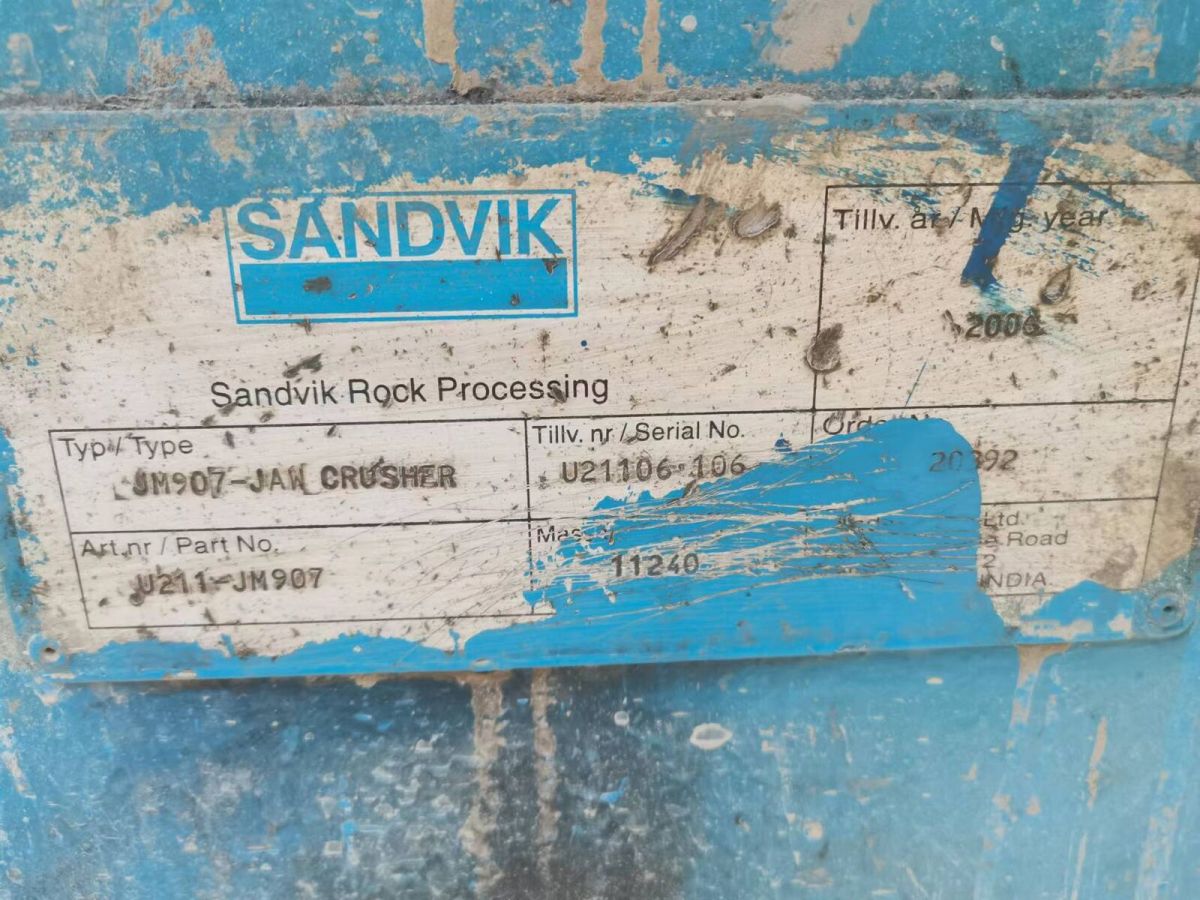 SANDVIK
Sandvik Rock Processing
Tillv. år / Mfg. year
2006
Typ / Type
JM907-JAW CRUSHER
Tillv. nr / Serial No.
U21106-106
Art.nr / Part No.
U211-JM907
11240
Ltd.
Road
2
INDIA